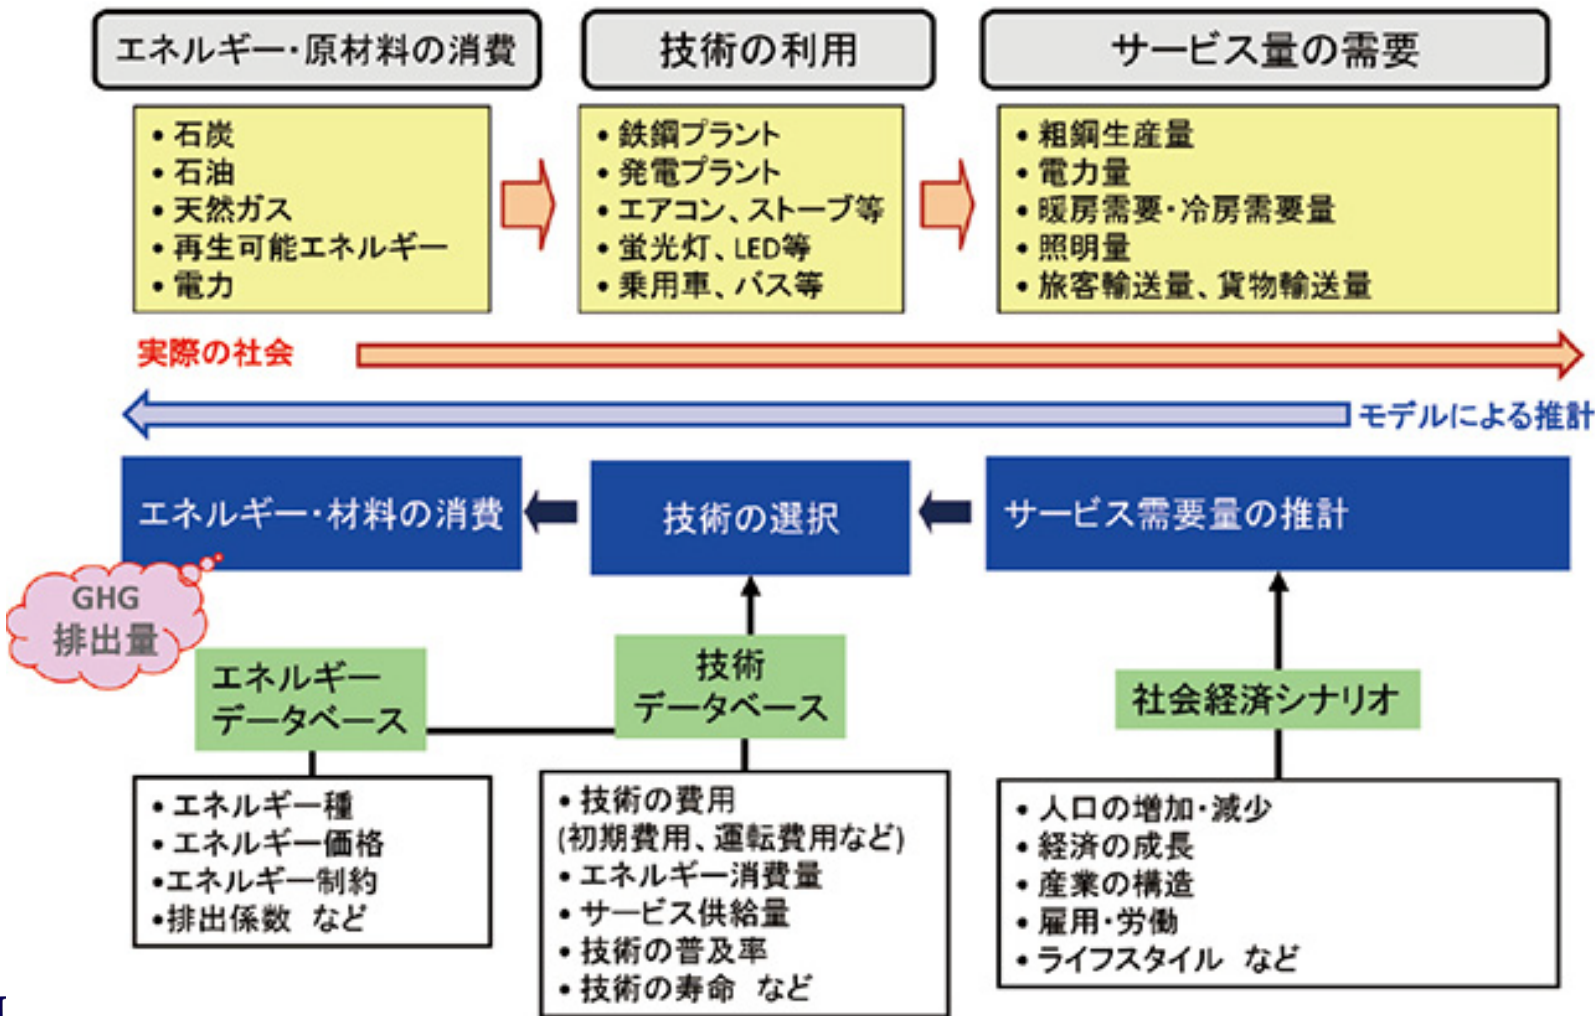 エネルギー・原材料の消費
技術の利用
サービス量の需要
• 石炭
• 石油
• 天然ガス
• 再生可能エネルギー
• 電力
• 鉄鋼プラント
• 発電プラント
• エアコン、ストーブ等
• 蛍光灯、LED等
• 乗用車、バス等
• 粗鋼生産量
• 電力量
• 暖房需要・冷房需要量
• 照明量
• 旅客輸送量、貨物輸送量
実際の社会
モデルによる推計
エネルギー・材料の消費
技術の選択
サービス需要量の推計
GHG
排出量
エネルギー
データベース
技術
データベース
社会経済シナリオ
• エネルギー種
• エネルギー価格
•エネルギー制約
•排出係数 など
• 技術の費用
(初期費用、運転費用など)
• エネルギー消費量
• サービス供給量
• 技術の普及率
• 技術の寿命 など
• 人口の増加・減少
• 経済の成長
• 産業の構造
• 雇用・労働
• ライフスタイル など